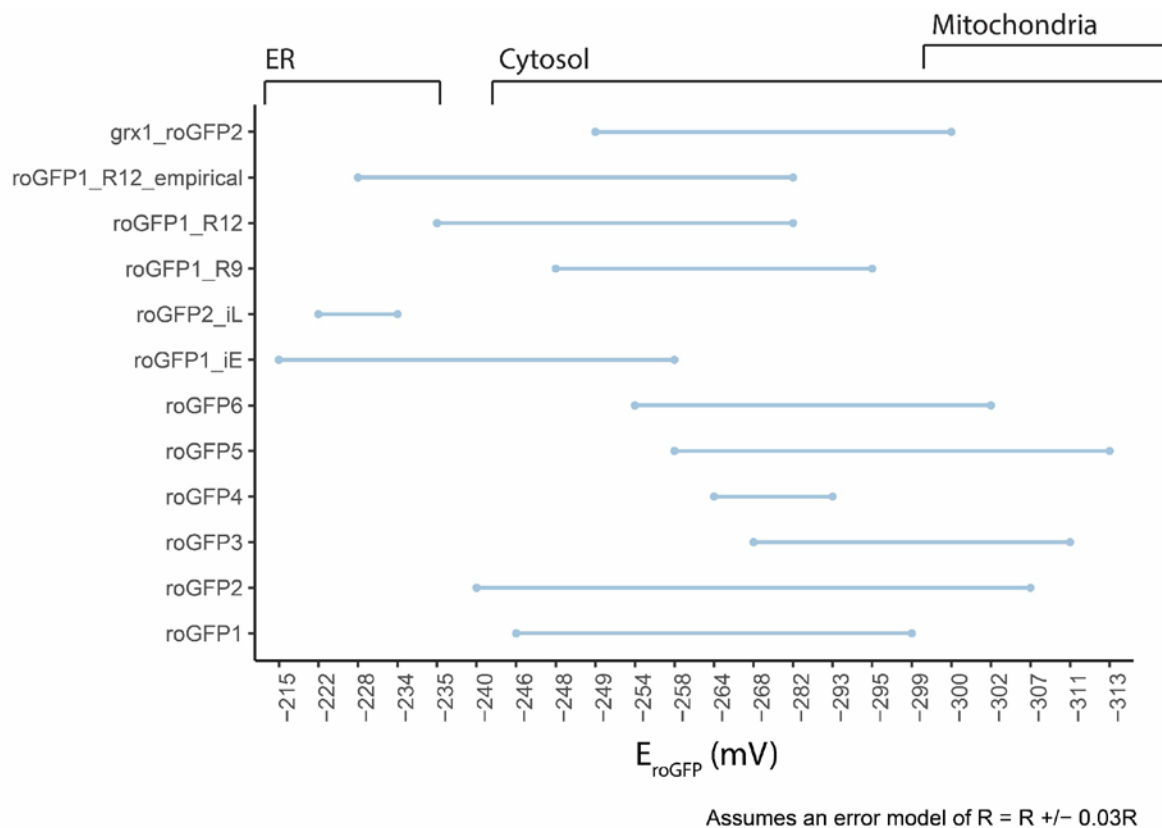 Mitochondria
ER
Cytosol
grx1_roGFP2
roGFP1_R12_empirical
roGFP1_R12
roGFP1_R9
roGFP2_iL
roGFP1_iE
roGFP6
roGFP5
roGFP4
roGFP3
roGFP2
roGFP1
−215
−222
−228
−234
−235
−240
−246
−248
−249
−254
−258
−264
−268
−282
−293
−295
−299
−300
−302
−307
−311
−313
EroGFP (mV)
Assumes an error model of R = R +/− 0.03R